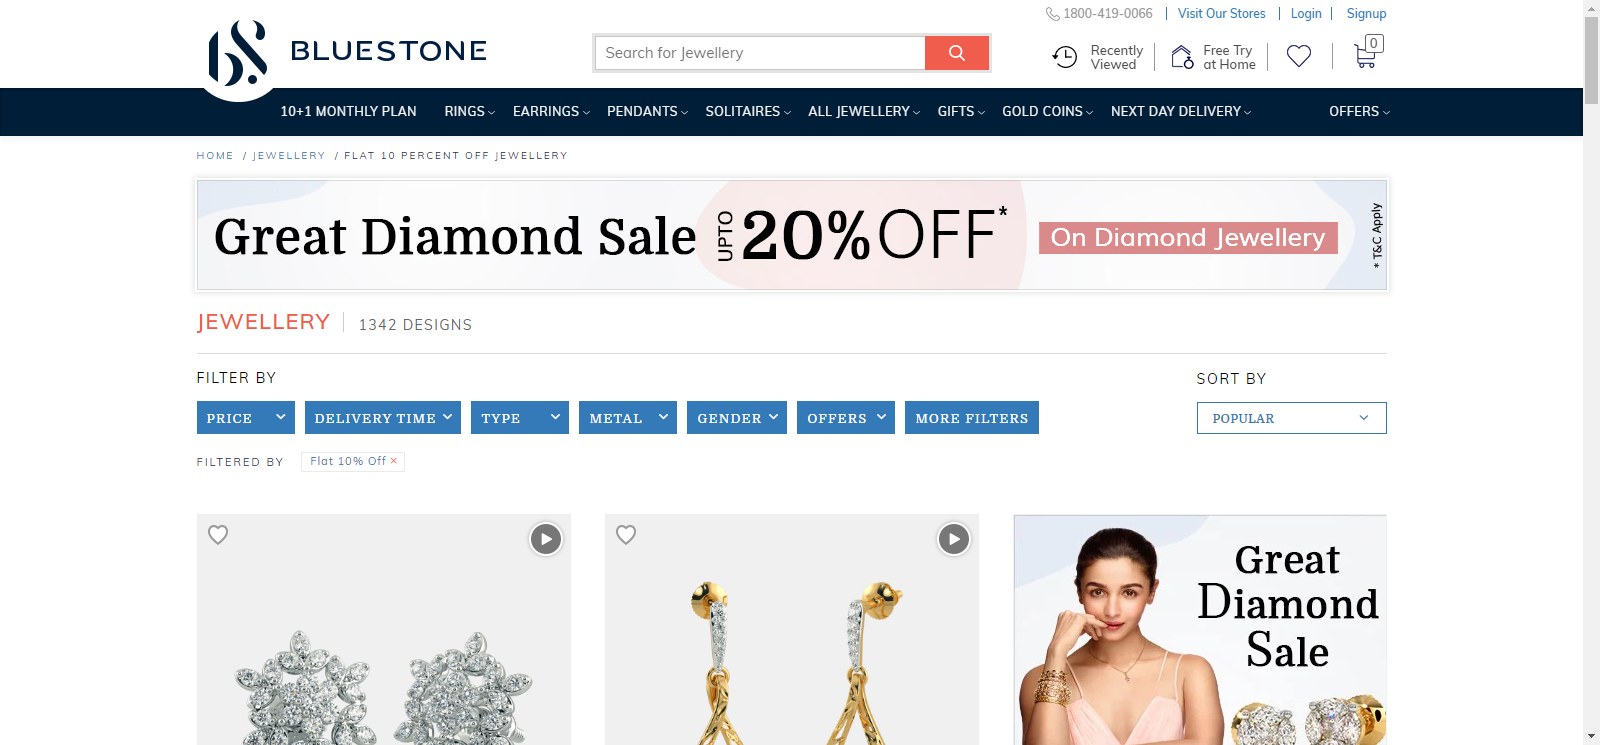 1800-419-0066 | Visit Our Stores | Login | Signup
BLUESTONE
Search for Jewellery
Recently Viewed
Free Try at Home
0
10+1 MONTHLY PLAN RINGS EARRINGS PENDANTS SOLITAIRES ALL JEWELLERY GIFTS GOLD COINS NEXT DAY DELIVERY OFFERS
HOME / JEWELLERY / FLAT 10 PERCENT OFF JEWELLERY
Great Diamond Sale UPTO 20% OFF* On Diamond Jewellery * T&C Apply
JEWELLERY | 1342 DESIGNS
FILTER BY
SORT BY
PRICE DELIVERY TIME TYPE METAL GENDER OFFERS MORE FILTERS
POPULAR
FILTERED BY Flat 10% Off ×
Great
Diamond
Sale